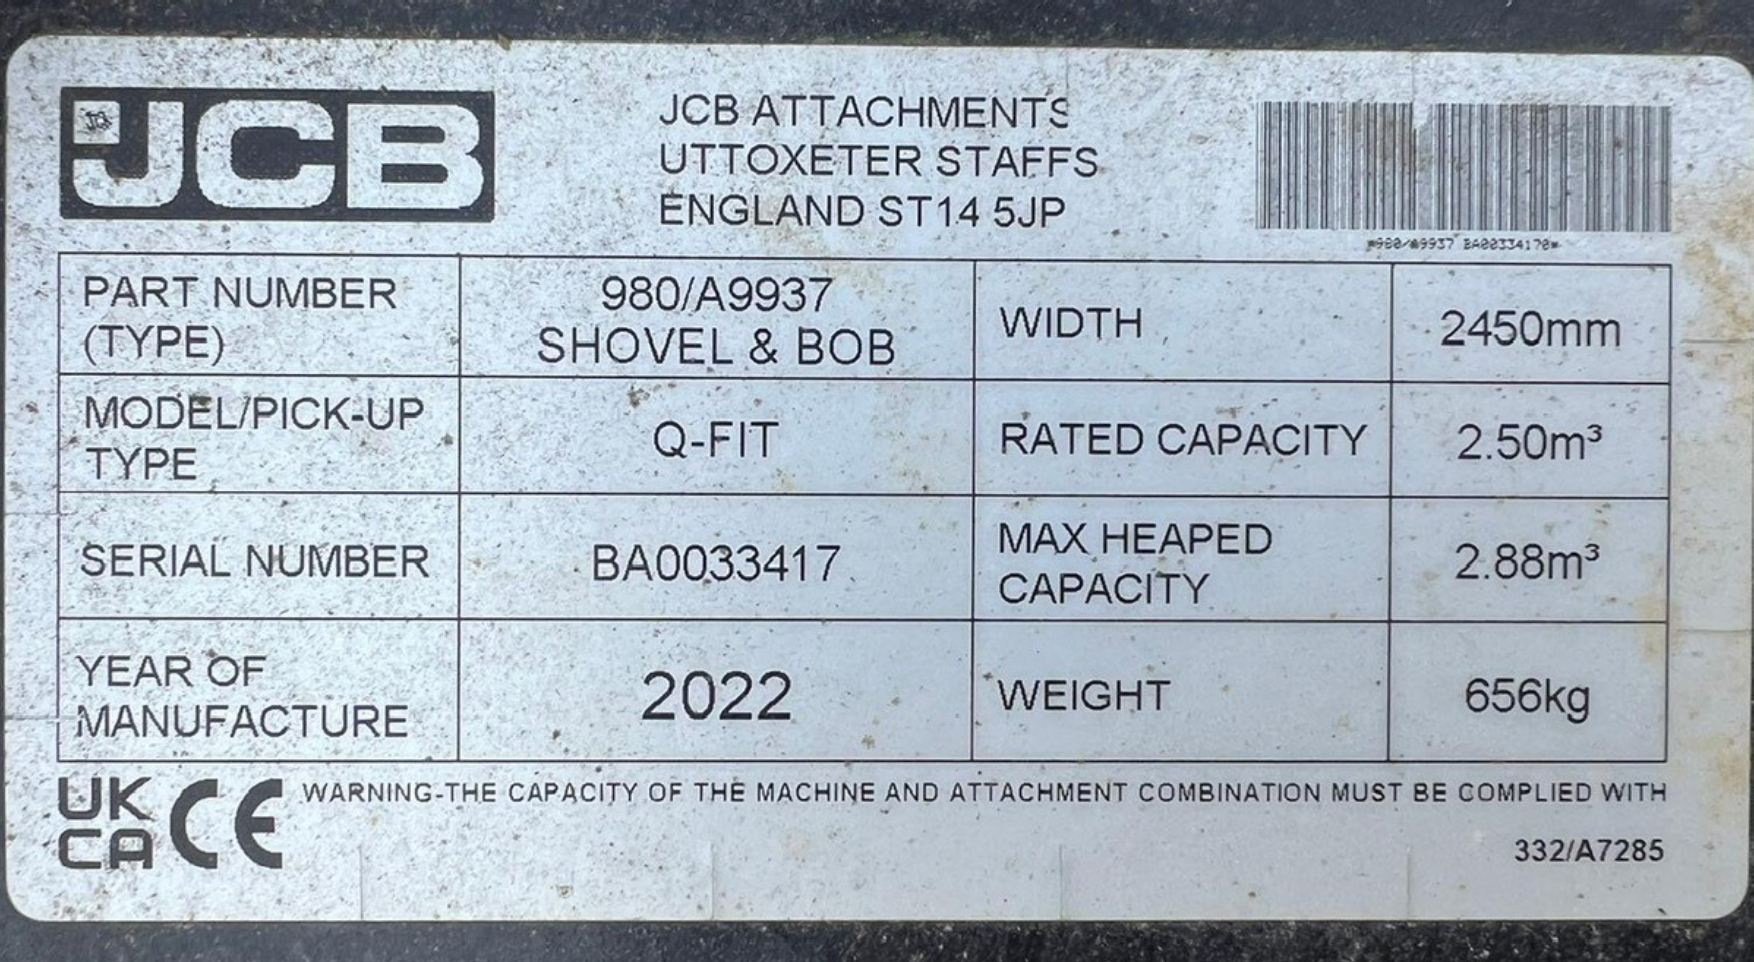 JCB
JCB ATTACHMENTS
UTTOXETER STAFFS
ENGLAND ST14 5JP
*980/A9937 BA00334170*
PART NUMBER
(TYPE)
980/A9937
SHOVEL & BOB
WIDTH
2450mm
MODEL/PICK-UP
TYPE
Q-FIT
RATED CAPACITY
2.50m³
SERIAL NUMBER
BA0033417
MAX HEAPED
CAPACITY
2.88m³
YEAR OF
MANUFACTURE
2022
WEIGHT
656kg
UK
CA CE
WARNING-THE CAPACITY OF THE MACHINE AND ATTACHMENT COMBINATION MUST BE COMPLIED WITH
332/A7285